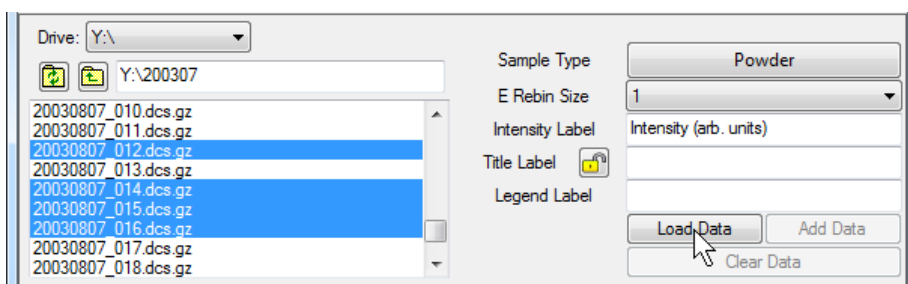 Drive: Y:\
Y:\200307
20030807_010.dcs.gz
20030807_011.dcs.gz
20030807_012.dcs.gz
20030807_013.dcs.gz
20030807_014.dcs.gz
20030807_015.dcs.gz
20030807_016.dcs.gz
20030807_017.dcs.gz
20030807_018.dcs.gz
Sample Type Powder
E Rebin Size 1
Intensity Label Intensity (arb. units)
Title Label
Legend Label
Load Data Add Data
Clear Data